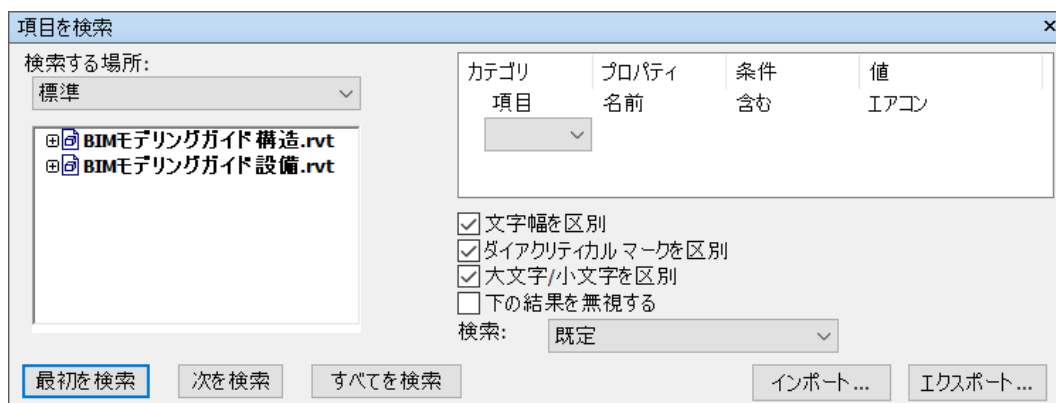 項目を検索
検索する場所:
標準
BIMモデリングガイド 構造.rvt
BIMモデリングガイド 設備.rvt
カテゴリ プロパティ 条件 値
項目 名前 含む エアコン
文字幅を区別
ダイアクリティカル マークを区別
大文字/小文字を区別
下の結果を無視する
検索: 既定
最初を検索 次を検索 すべてを検索 インポート... エクスポート...